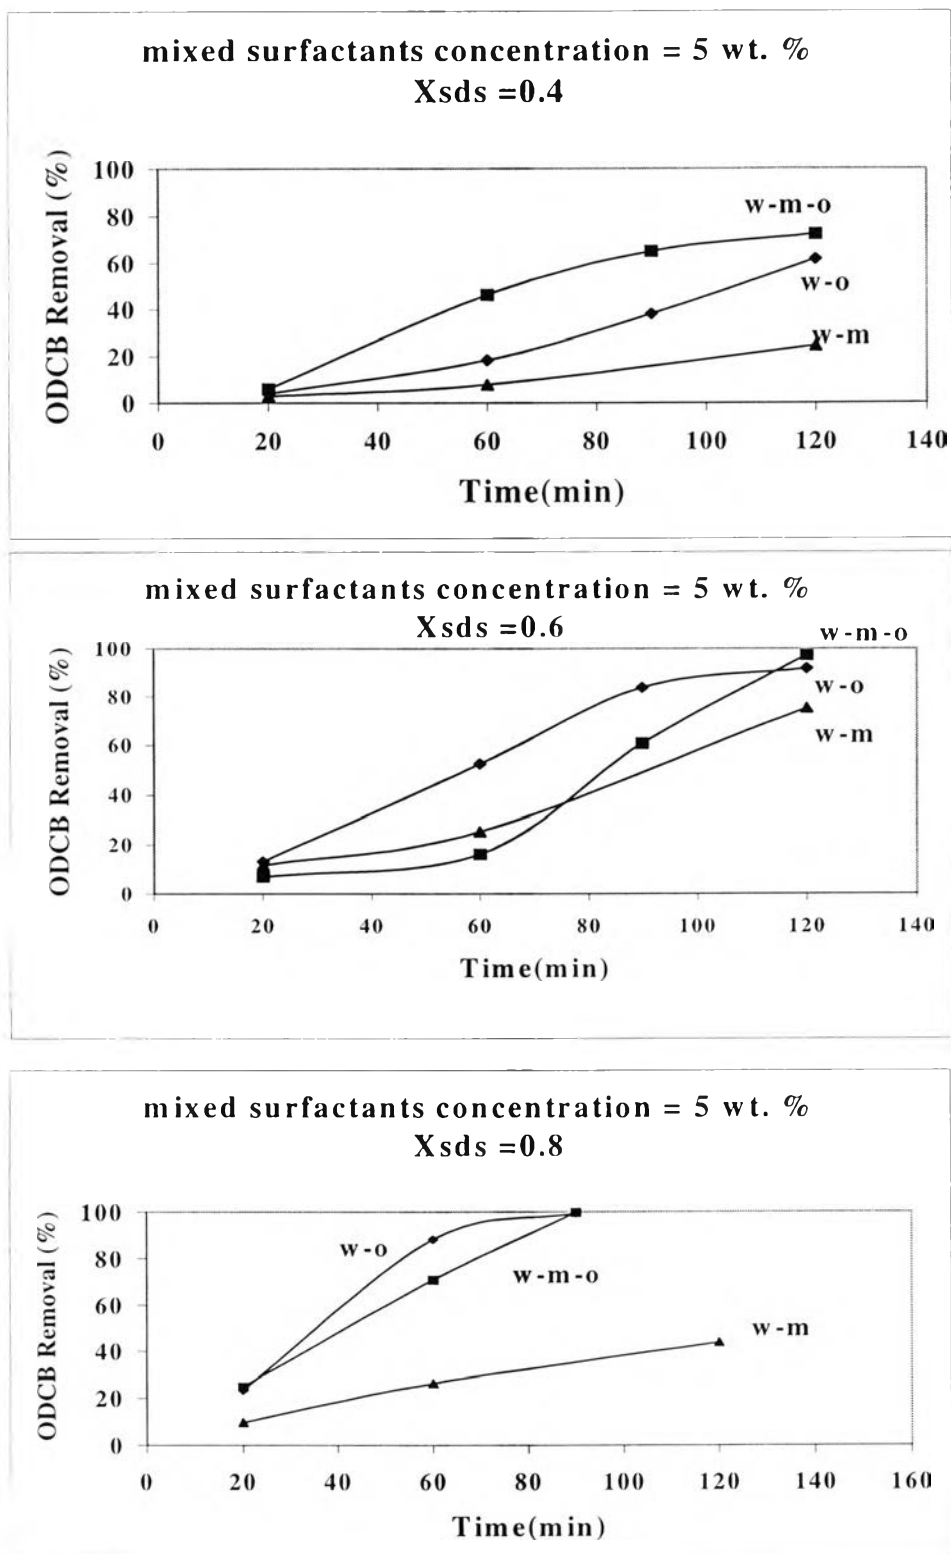 mixed surfactants concentration = 5 wt. %
Xsds =0.4
ODCB Removal (%)
100
80
60
40
20
0
w-m-o
w-o
w-m
0 20 40 60 80 100 120 140
Time(min)
mixed surfactants concentration = 5 wt. %
Xsds =0.6
ODCB Removal (%)
100
80
60
40
20
0
w-m-o
w-o
w-m
0 20 40 60 80 100 120 140
Time(min)
mixed surfactants concentration = 5 wt. %
Xsds =0.8
ODCB Removal (%)
100
80
60
40
20
0
w-o
w-m-o
w-m
0 20 40 60 80 100 120 140 160
Time(min)